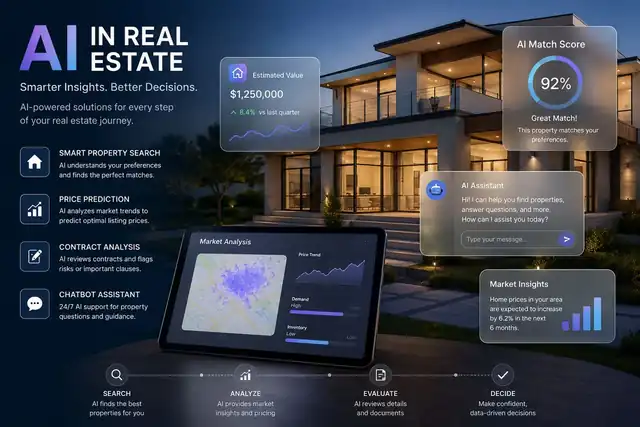 AI IN REAL
ESTATE
Smarter Insights. Better Decisions.
AI-powered solutions for every step
of your real estate journey.
SMART PROPERTY SEARCH
AI understands your preferences
and finds the perfect matches.
PRICE PREDICTION
AI analyzes market trends to
predict optimal listing prices.
CONTRACT ANALYSIS
AI reviews contracts and flags
risks or important clauses.
CHATBOT ASSISTANT
24/7 AI support for property
questions and guidance.
Estimated Value
$1,250,000
8.4% vs last quarter
AI Match Score
92%
Great Match!
This property matches your
preferences.
AI Assistant
Hi! I can help you find properties,
answer questions, and more.
How can I assist you today?
Type your message...
Market Analysis
Price Trend
Demand
High
Inventory
Low
Market Insights
Home prices in your area
are expected to increase
by 6.2% in the next
6 months.
SEARCH
AI finds the best
properties for you
ANALYZE
AI provides market
insights and pricing
EVALUATE
AI reviews details
and documents
DECIDE
Make confident,
data-driven decisions